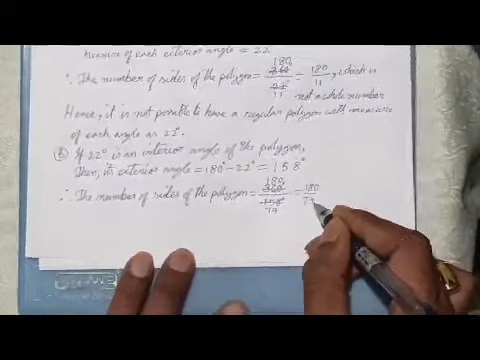 Measure of each exterior angle = 22
∴ The number of sides of the polygon = 180 360 / 22° 11 = 180/11, which is
not a whole number
Hence, it is not possible to have a regular polygon with measure
of each angle as 22°.
(b) If 22° is an interior angle of the polygon,
Then, its exterior angle = 180° - 22° = 158°
∴ The number of sides of the polygon = 180 360 / 158° 79 = 180/79